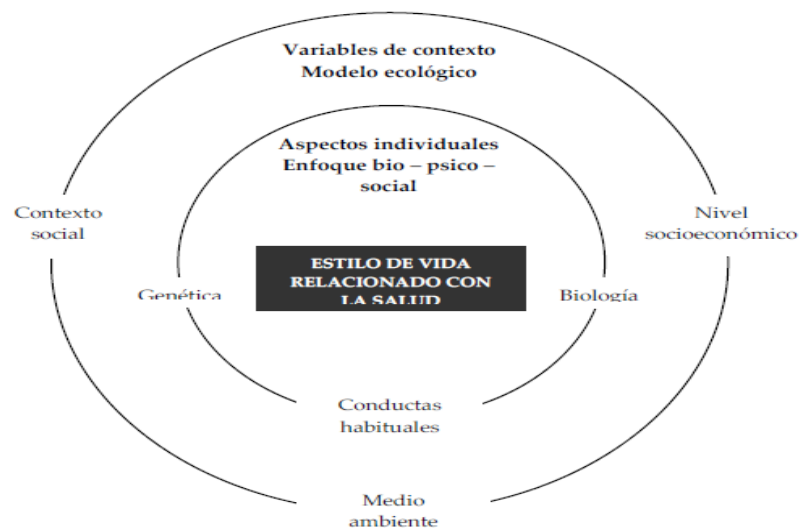 Variables de contexto
Modelo ecológico
Aspectos individuales
Enfoque bio – psico –
social
Contexto
social
Nivel
socioeconómico
ESTILO DE VIDA
RELACIONADO CON
LA SALUD
Genética
Biología
Conductas
habituales
Medio
ambiente